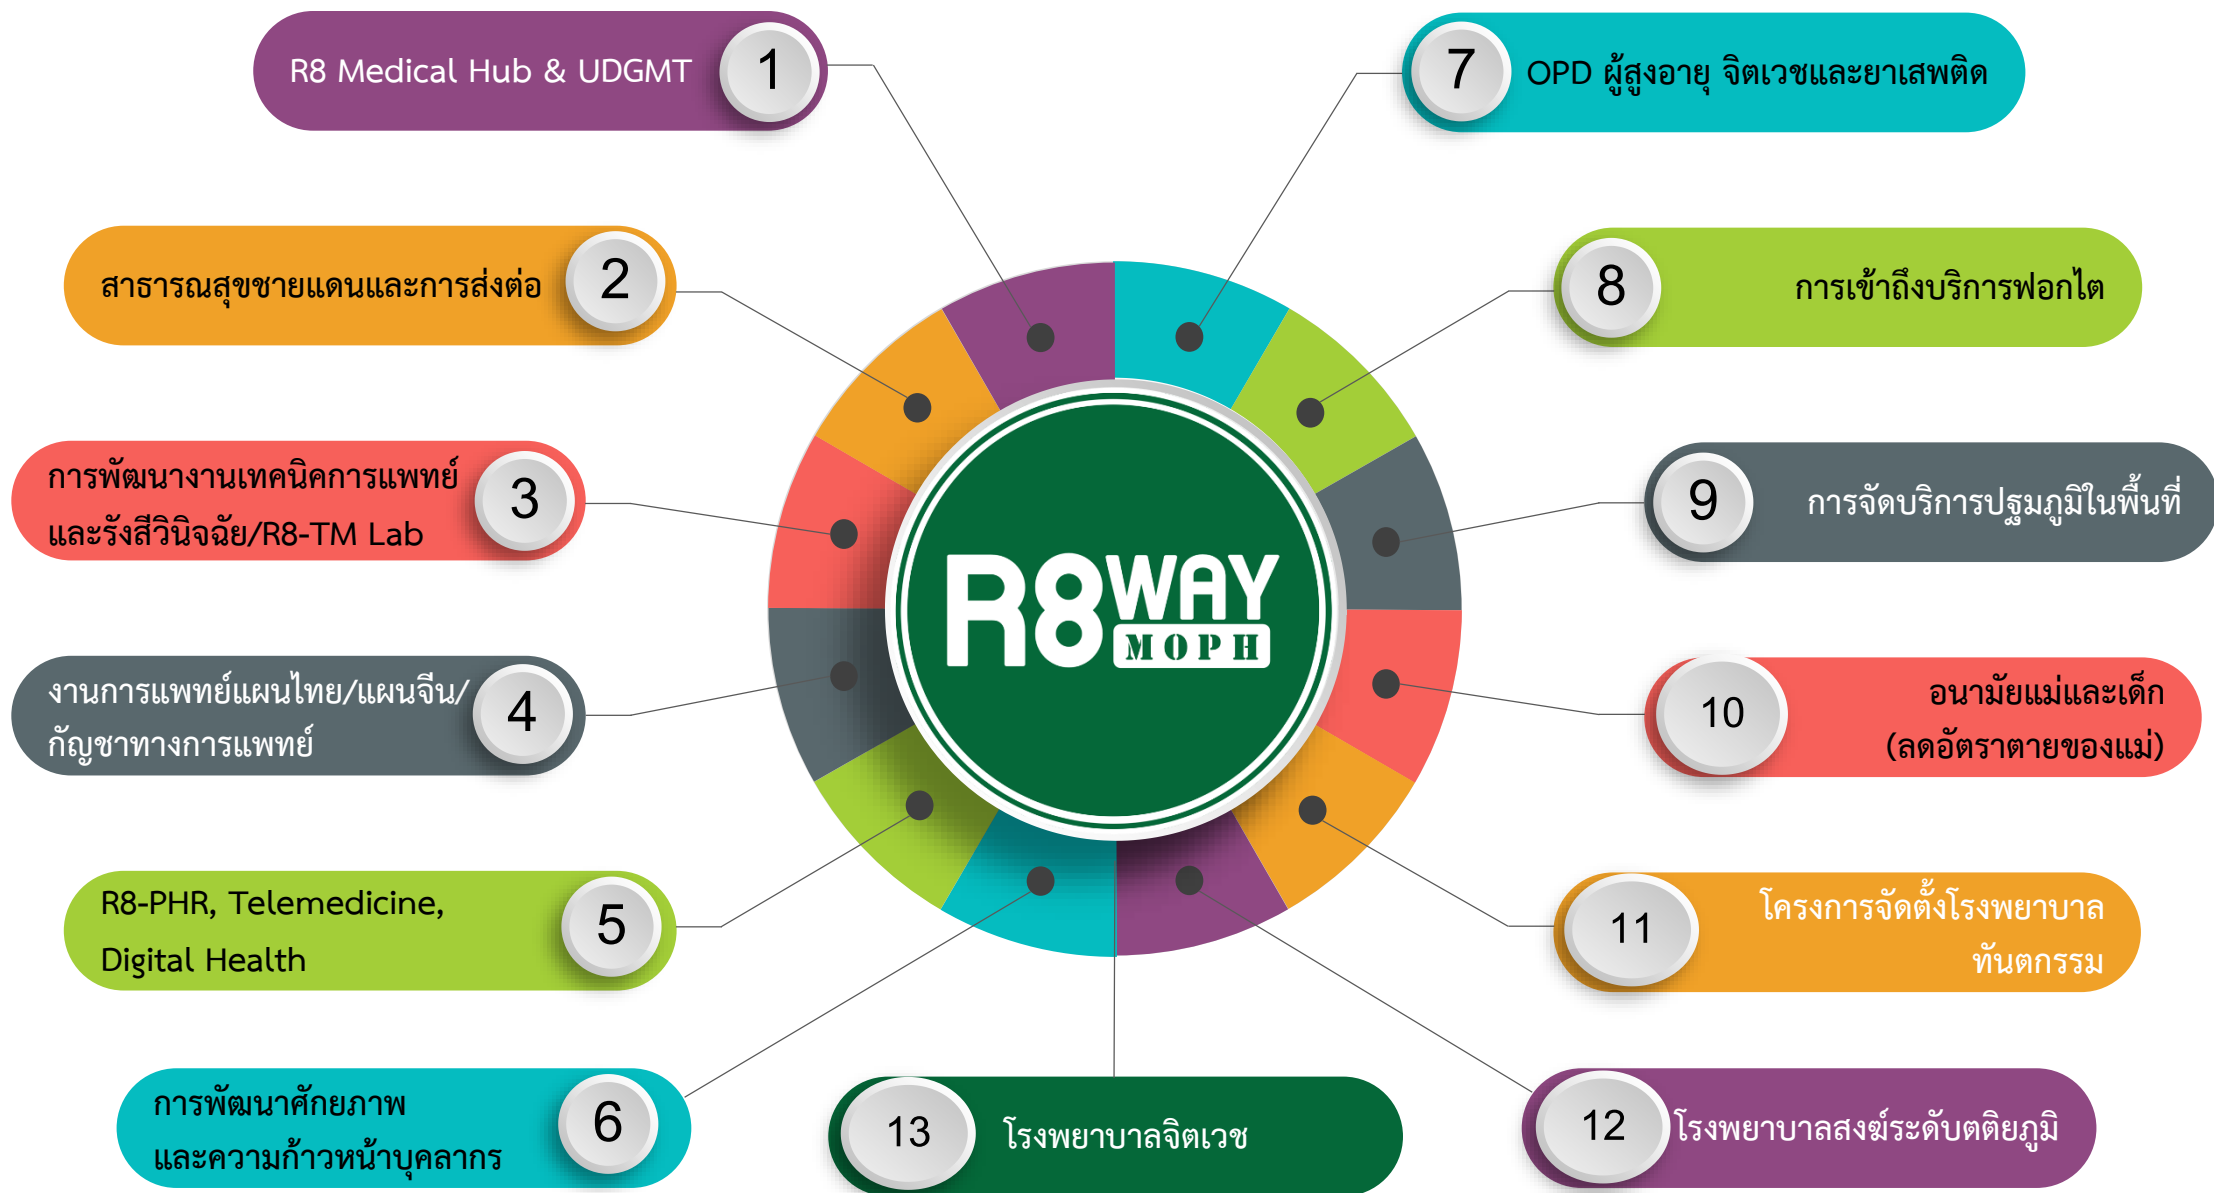 R8 Medical Hub & UDGMT
1
สาธารณสุขชายแดนและการส่งต่อ
2
การพัฒนางานเทคนิคการแพทย์
และรังสีวินิจฉัย/R8-TM Lab
3
งานการแพทย์แผนไทย/แผนจีน/
กัญชาทางการแพทย์
4
R8-PHR, Telemedicine,
Digital Health
5
การพัฒนาศักยภาพ
และความก้าวหน้าบุคลากร
6
R8WAY
MOPH
7
OPD ผู้สูงอายุ จิตเวชและยาเสพติด
8
การเข้าถึงบริการฟอกไต
9
การจัดบริการปฐมภูมิในพื้นที่
10
อนามัยแม่และเด็ก
(ลดอัตราตายของแม่)
11
โครงการจัดตั้งโรงพยาบาล
ทันตกรรม
12
โรงพยาบาลสงฆ์ระดับตติยภูมิ
13
โรงพยาบาลจิตเวช